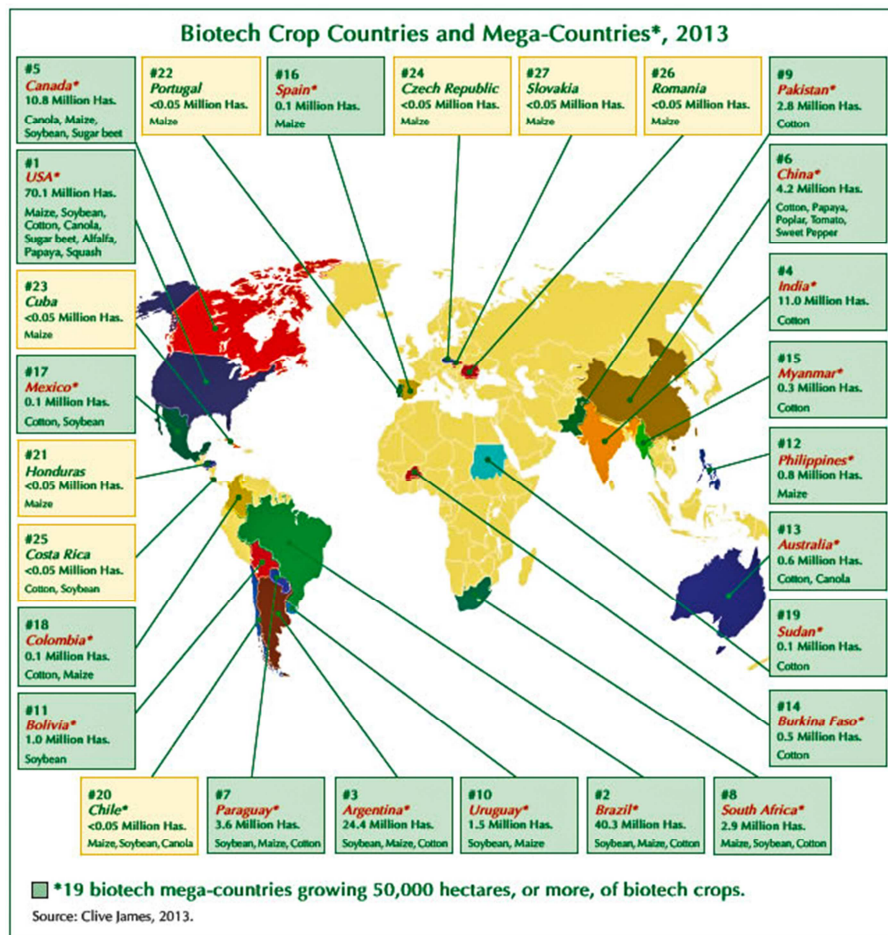 Biotech Crop Countries and Mega-Countries*, 2013
#5
Canada*
10.8 Million Has.
Canola, Maize,
Soybean, Sugar beet
#22
Portugal
<0.05 Million Has.
Maize
#16
Spain*
0.1 Million Has.
Maize
#24
Czech Republic
<0.05 Million Has.
Maize
#27
Slovakia
<0.05 Million Has.
Maize
#26
Romania
<0.05 Million Has.
Maize
#9
Pakistan*
2.8 Million Has.
Cotton
#1
USA*
70.1 Million Has.
Maize, Soybean,
Cotton, Canola,
Sugar beet, Alfalfa,
Papaya, Squash
#6
China*
4.2 Million Has.
Cotton, Papaya,
Poplar, Tomato,
Sweet Pepper
#23
Cuba
<0.05 Million Has.
Maize
#4
India*
11.0 Million Has.
Cotton
#17
Mexico*
0.1 Million Has.
Cotton, Soybean
#15
Myanmar*
0.3 Million Has.
Cotton
#21
Honduras
<0.05 Million Has.
Maize
#12
Philippines*
0.8 Million Has.
Maize
#25
Costa Rica
<0.05 Million Has.
Cotton, Soybean
#13
Australia*
0.6 Million Has.
Cotton, Canola
#18
Colombia*
0.1 Million Has.
Cotton, Maize
#19
Sudan*
0.1 Million Has.
Cotton
#11
Bolivia*
1.0 Million Has.
Soybean
#14
Burkina Faso*
0.5 Million Has.
Cotton
#20
Chile*
<0.05 Million Has.
Maize, Soybean, Canola
#7
Paraguay*
3.6 Million Has.
Soybean, Maize, Cotton
#3
Argentina*
24.4 Million Has.
Soybean, Maize, Cotton
#10
Uruguay*
1.5 Million Has.
Soybean, Maize
#2
Brazil*
40.3 Million Has.
Soybean, Maize, Cotton
#8
South Africa*
2.9 Million Has.
Maize, Soybean, Cotton
*19 biotech mega-countries growing 50,000 hectares, or more, of biotech crops.
Source: Clive James, 2013.